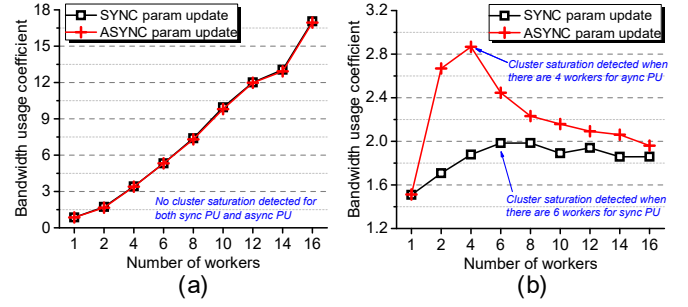 SYNC param update
ASYNC param update
Bandwidth usage coefficient
18
15
12
9
6
3
0
No cluster saturation detected for
both sync PU and async PU
1 2 4 6 8 10 12 14 16
Number of workers
(a)
SYNC param update
ASYNC param update
Bandwidth usage coefficient
3.2
2.8
2.4
2.0
1.6
1.2
Cluster saturation detected when
there are 4 workers for sync PU
Cluster saturation detected when
there are 6 workers for sync PU
1 2 4 6 8 10 12 14 16
Number of workers
(b)